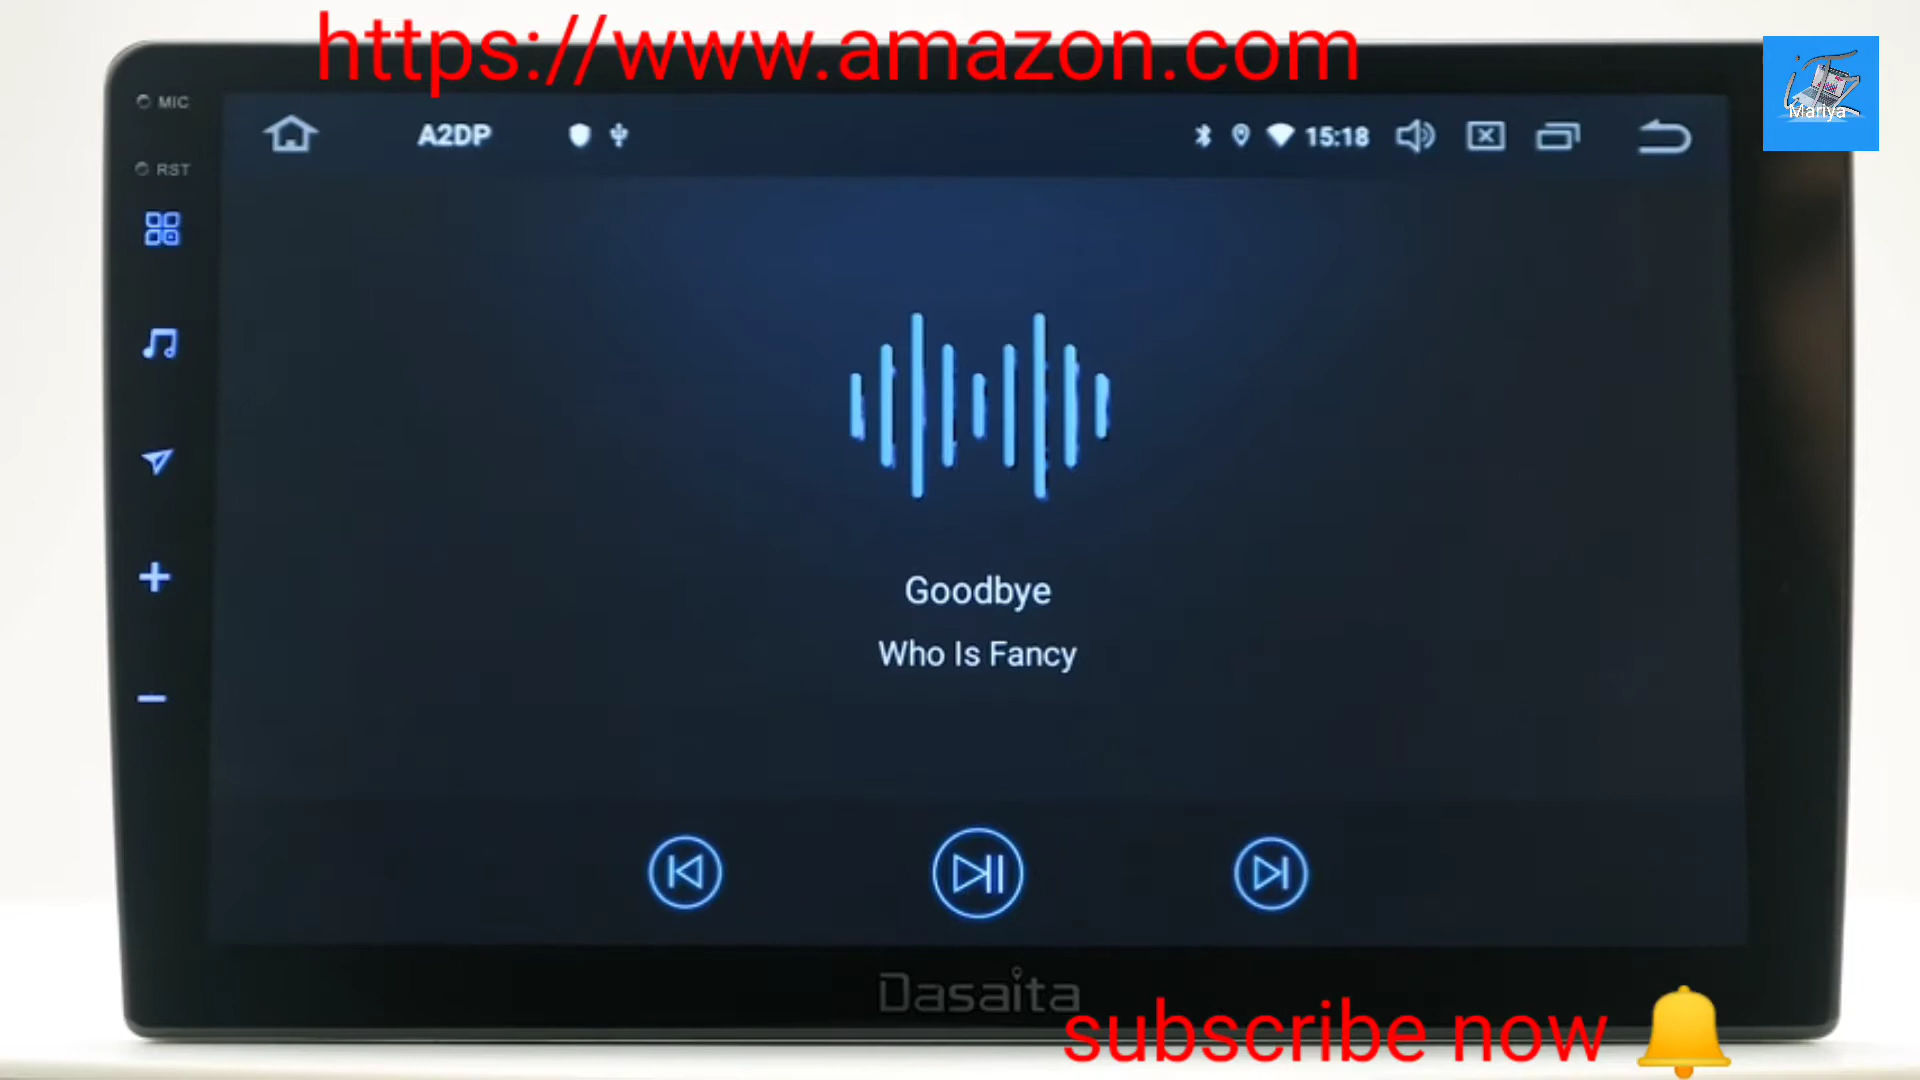 https://www.amazon.com
Mariya
MIC
A2DP
15:18
RST
Goodbye
Who Is Fancy
Dasaita
subscribe now